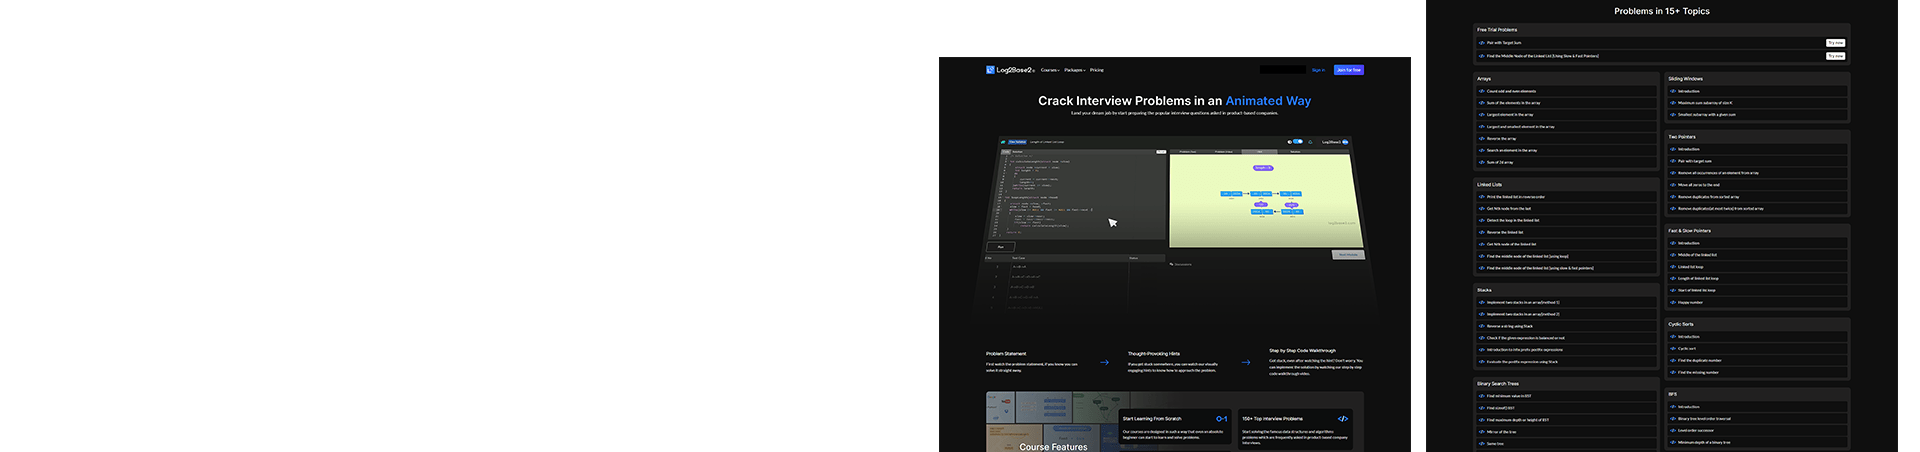 Log2Base2®
Courses
Packages
Pricing
Sign in
Join for free
Crack Interview Problems in an Animated Way
Land your dream job by start preparing the popular interview questions asked in product-based companies.
Problem Statement
First watch the problem statement, if you know you can
solve it straight away.
Thought-Provoking Hints
If you get stuck somewhere, you can watch our visually
engaging hints to know how to approach the problem.
Step by Step Code Walkthrough
Got stuck, even after watching the hint? Don't worry. You
can implement the solution by watching our step by step
code walkthrough video.
Course Features
Start Learning From Scratch
Our courses are designed in such a way that even an absolute
beginner can start to learn and solve problems.
150+ Top Interview Problems
Start solving the famous data structures and algorithms
problems which are frequently asked in product based company
interviews.
Problems in 15+ Topics
Free Trial Problems
Pair with Target Sum
Try now
Find the Middle Node of the Linked List [Using Slow & Fast Pointers]
Try now
Arrays
Count odd and even elements
Sum of the elements in the array
Largest element in the array
Largest and smallest element in the array
Reverse the array
Search an element in the array
Sum of 2d array
Linked Lists
Print the linked list in reverse order
Get Nth node from the last
Detect the loop in the linked list
Reverse the linked list
Get Nth node of the linked list
Find the middle node of the linked list [using loop]
Find the middle node of the linked list [using slow & fast pointers]
Stacks
Implement two stacks in an array[method 1]
Implement two stacks in an array[method 2]
Reverse a string using Stack
Check if the given expression is balanced or not
Introduction to infix prefix postfix expressions
Evaluate the postfix expression using Stack
Binary Search Trees
Find minimum value in BST
Find sizeof() BST
Find maximum depth or height of BST
Mirror of the tree
Same tree
Sliding Windows
Introduction
Maximum sum subarray of size K
Smallest subarray with a given sum
Two Pointers
Introduction
Pair with target sum
Remove all occurrences of an element from array
Move all zeros to the end
Remove duplicates from sorted array
Remove duplicates(at most twice) from sorted array
Fast & Slow Pointers
Introduction
Middle of the linked list
Linked list loop
Length of linked list loop
Start of linked list loop
Happy number
Cyclic Sorts
Introduction
Cyclic sort
Find the duplicate number
Find the missing number
BFS
Introduction
Binary tree level order traversal
Level order successor
Minimum depth of a binary tree